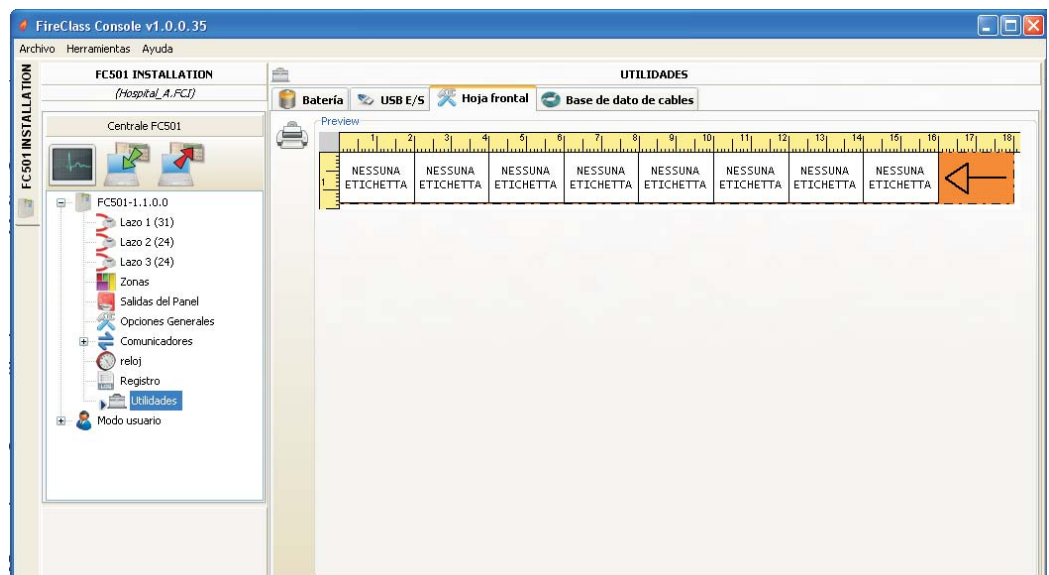 FireClass Console v1.0.0.35
Archivo Herramientas Ayuda
FC501 INSTALLATION
FC501 INSTALLATION
(Hospital_A.FCI)
Centrale FC501
FC501-1.1.0.0
Lazo 1 (31)
Lazo 2 (24)
Lazo 3 (24)
Zonas
Salidas del Panel
Opciones Generales
Comunicadores
reloj
Registro
Utilidades
Modo usuario
UTILIDADES
Batería USB E/S Hoja frontal Base de dato de cables
Preview
1 2 3 4 5 6 7 8 9 10 11 12 13 14 15 16 17 18
1
NESSUNA NESSUNA NESSUNA NESSUNA NESSUNA NESSUNA NESSUNA NESSUNA
ETICHETTA ETICHETTA ETICHETTA ETICHETTA ETICHETTA ETICHETTA ETICHETTA ETICHETTA